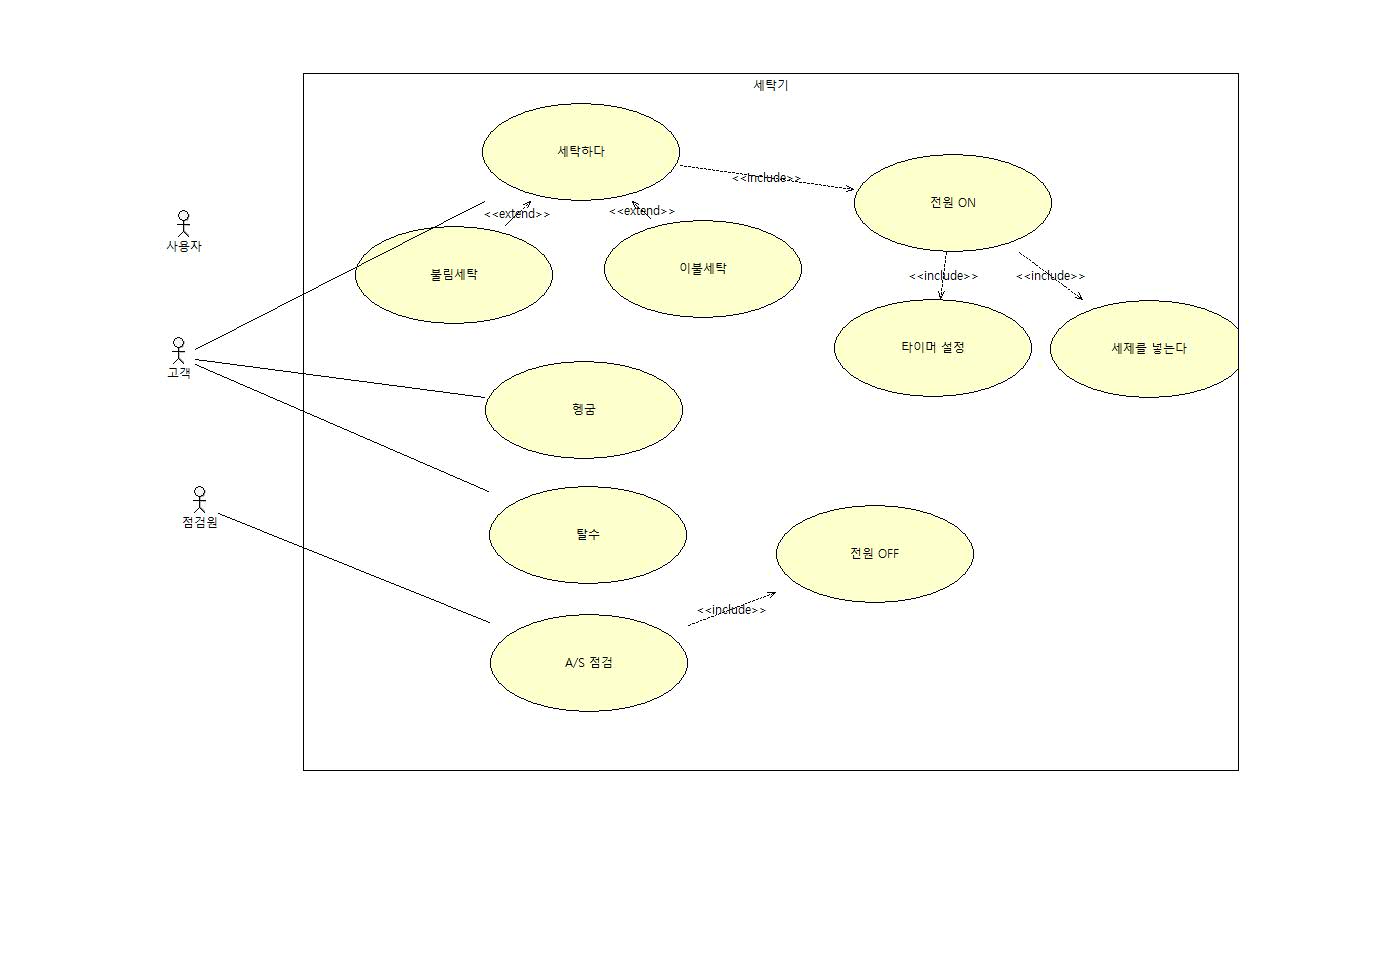 세탁기
세탁하다
<<include>>
전원 ON
<<extend>>
<<extend>>
사용자
불림세탁
이불세탁
<<include>>
<<include>>
타이머 설정
세제를 넣는다
고객
헹굼
점검원
탈수
전원 OFF
<<include>>
A/S 점검